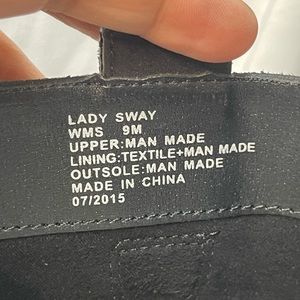 LADY SWAY
WMS 9M
UPPER:MAN MADE
LINING:TEXTILE+MAN MADE
OUTSOLE:MAN MADE
MADE IN CHINA
07/2015